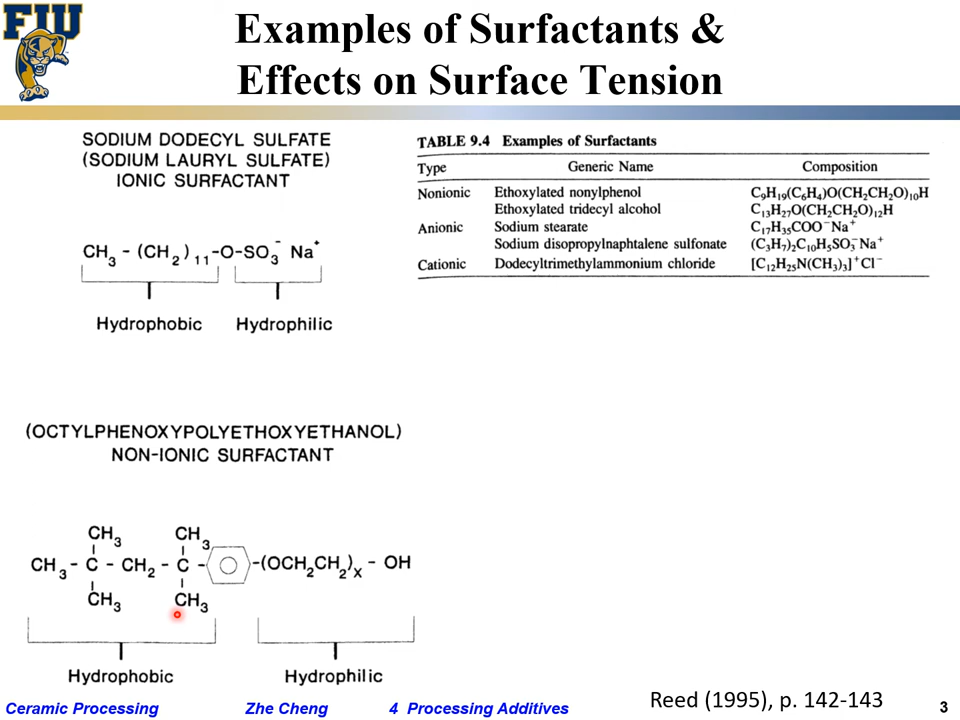 FIU
Examples of Surfactants &
Effects on Surface Tension
SODIUM DODECYL SULFATE
(SODIUM LAURYL SULFATE)
IONIC SURFACTANT
CH₃ - (CH₂)₁₁-O-SO₃⁻ Na⁺
Hydrophobic Hydrophilic
TABLE 9.4 Examples of Surfactants
Type Generic Name Composition
Nonionic Ethoxylated nonylphenol C₉H₁₉(C₆H₄)O(CH₂CH₂O)₁₀H
Ethoxylated tridecyl alcohol C₁₃H₂₇O(CH₂CH₂O)₁₂H
Anionic Sodium stearate C₁₇H₃₅COO⁻Na⁺
Sodium disopropylnaphtalene sulfonate (C₃H₇)₂C₁₀H₅SO₃⁻Na⁺
Cationic Dodecyltrimethylammonium chloride [C₁₂H₂₅N(CH₃)₃]⁺Cl⁻
(OCTYLPHENOXYPOLYETHOXYETHANOL)
NON-IONIC SURFACTANT
CH₃ CH₃
CH₃ - C - CH₂ - C - -(OCH₂CH₂)ₓ - OH
CH₃ CH₃
Hydrophobic Hydrophilic
Reed (1995), p. 142-143
Ceramic Processing Zhe Cheng 4 Processing Additives 3